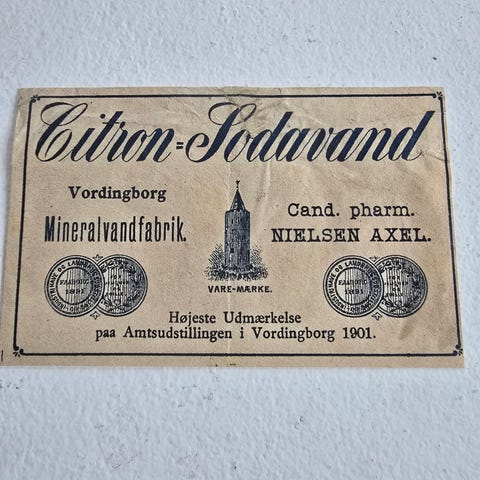 Citron=Sodavand
Vordingborg
Mineralvandfabrik.
Cand. pharm.
NIELSEN AXEL.
VARE-MÆRKE.
Højeste Udmærkelse
paa Amtsudstillingen i Vordingborg 1901.